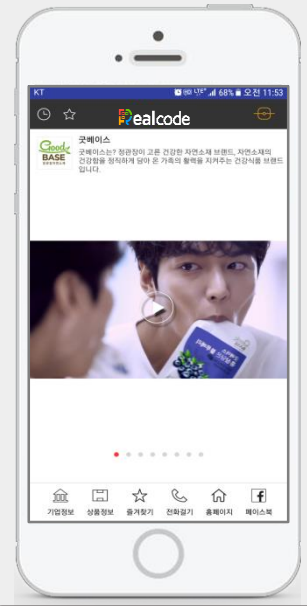 KT 68% 오전 11:53
Realcode
Good BASE
굿베이스
굿베이스는? 정관장이 고른 건강한 자연소재 브랜드, 자연소재의
건강함을 정직하게 담아 온 가족의 활력을 지켜주는 건강식품 브랜드
입니다.
기업정보 상품정보 즐겨찾기 전화걸기 홈페이지 페이스북